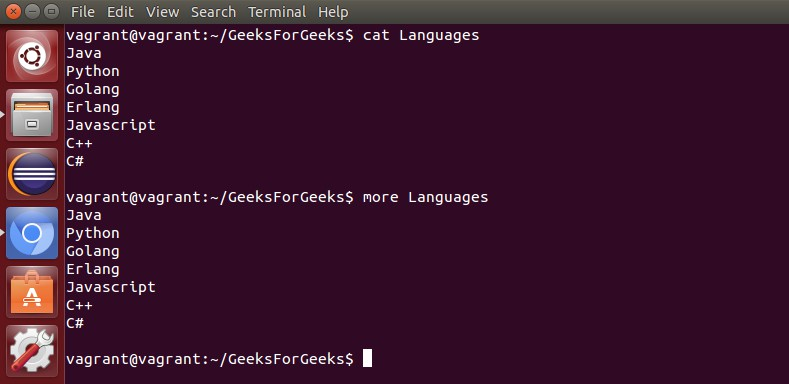 File Edit View Search Terminal Help
vagrant@vagrant:~/GeeksForGeeks$ cat Languages
Java
Python
Golang
Erlang
Javascript
C++
C#
vagrant@vagrant:~/GeeksForGeeks$ more Languages
Java
Python
Golang
Erlang
Javascript
C++
C#
vagrant@vagrant:~/GeeksForGeeks$